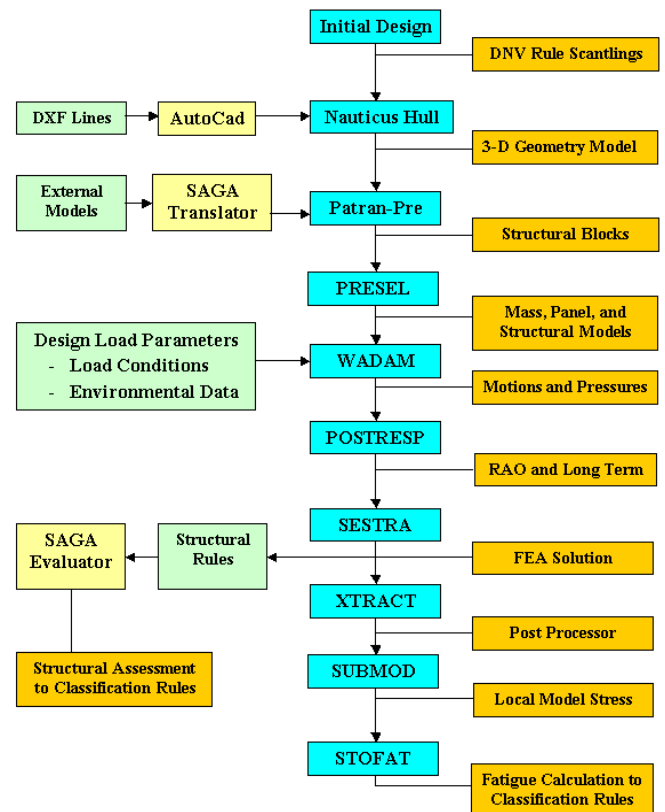 Initial Design
DNV Rule Scantlings
DXF Lines
AutoCad
Nauticus Hull
3-D Geometry Model
External
Models
SAGA
Translator
Patran-Pre
Structural Blocks
PRESEL
Mass, Panel, and
Structural Models
Design Load Parameters
- Load Conditions
- Environmental Data
WADAM
Motions and Pressures
POSTRESP
RAO and Long Term
SESTRA
SAGA
Evaluator
Structural
Rules
FEA Solution
XTRACT
Post Processor
Structural Assessment
to Classification Rules
SUBMOD
Local Model Stress
STOFAT
Fatigue Calculation to
Classification Rules